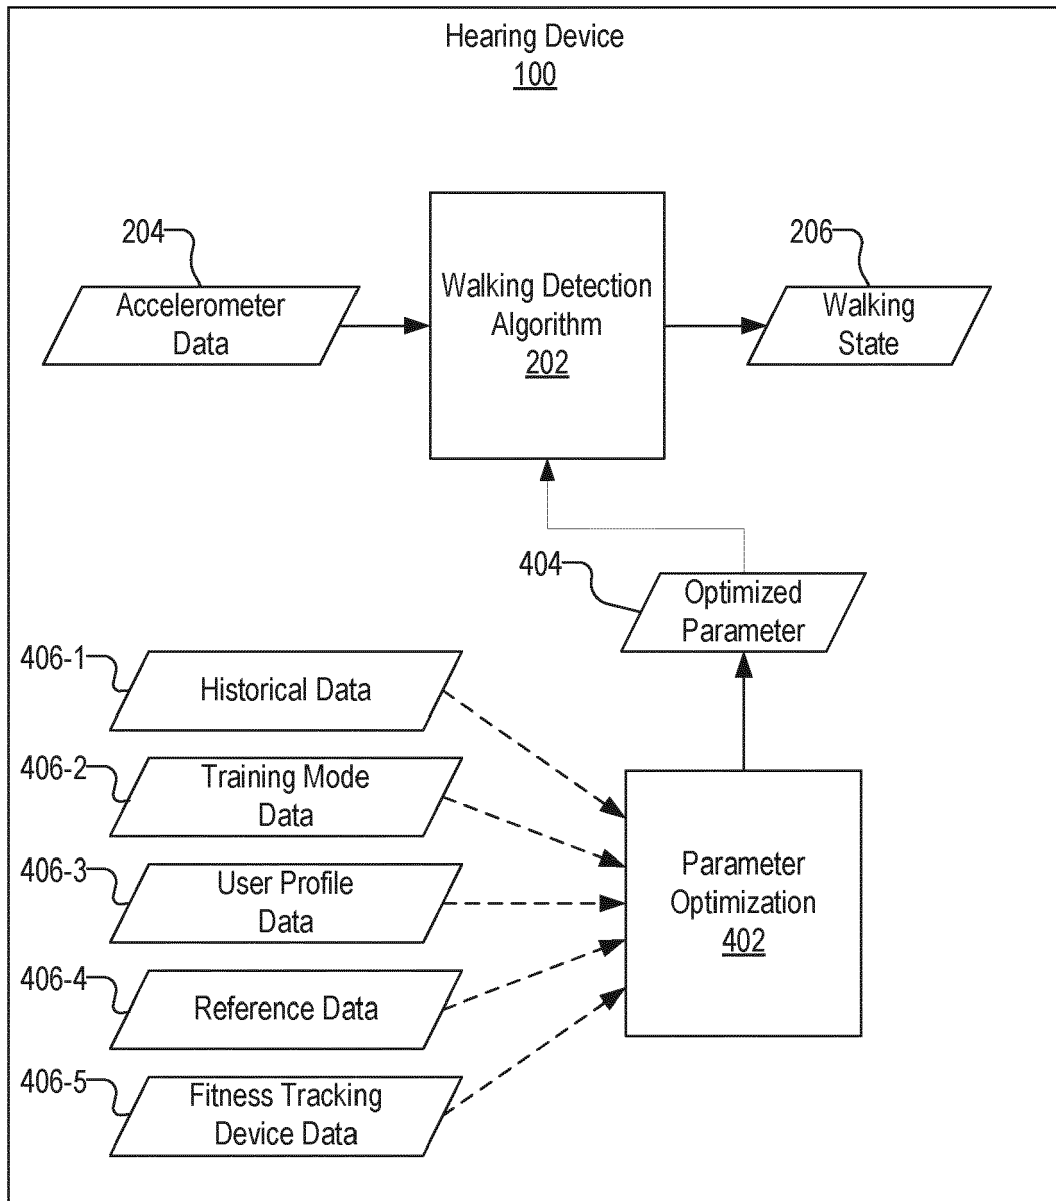 Hearing Device
100
204
Accelerometer
Data
Walking Detection
Algorithm
202
206
Walking
State
404
Optimized
Parameter
406-1
Historical Data
406-2
Training Mode
Data
406-3
User Profile
Data
406-4
Reference Data
406-5
Fitness Tracking
Device Data
Parameter
Optimization
402